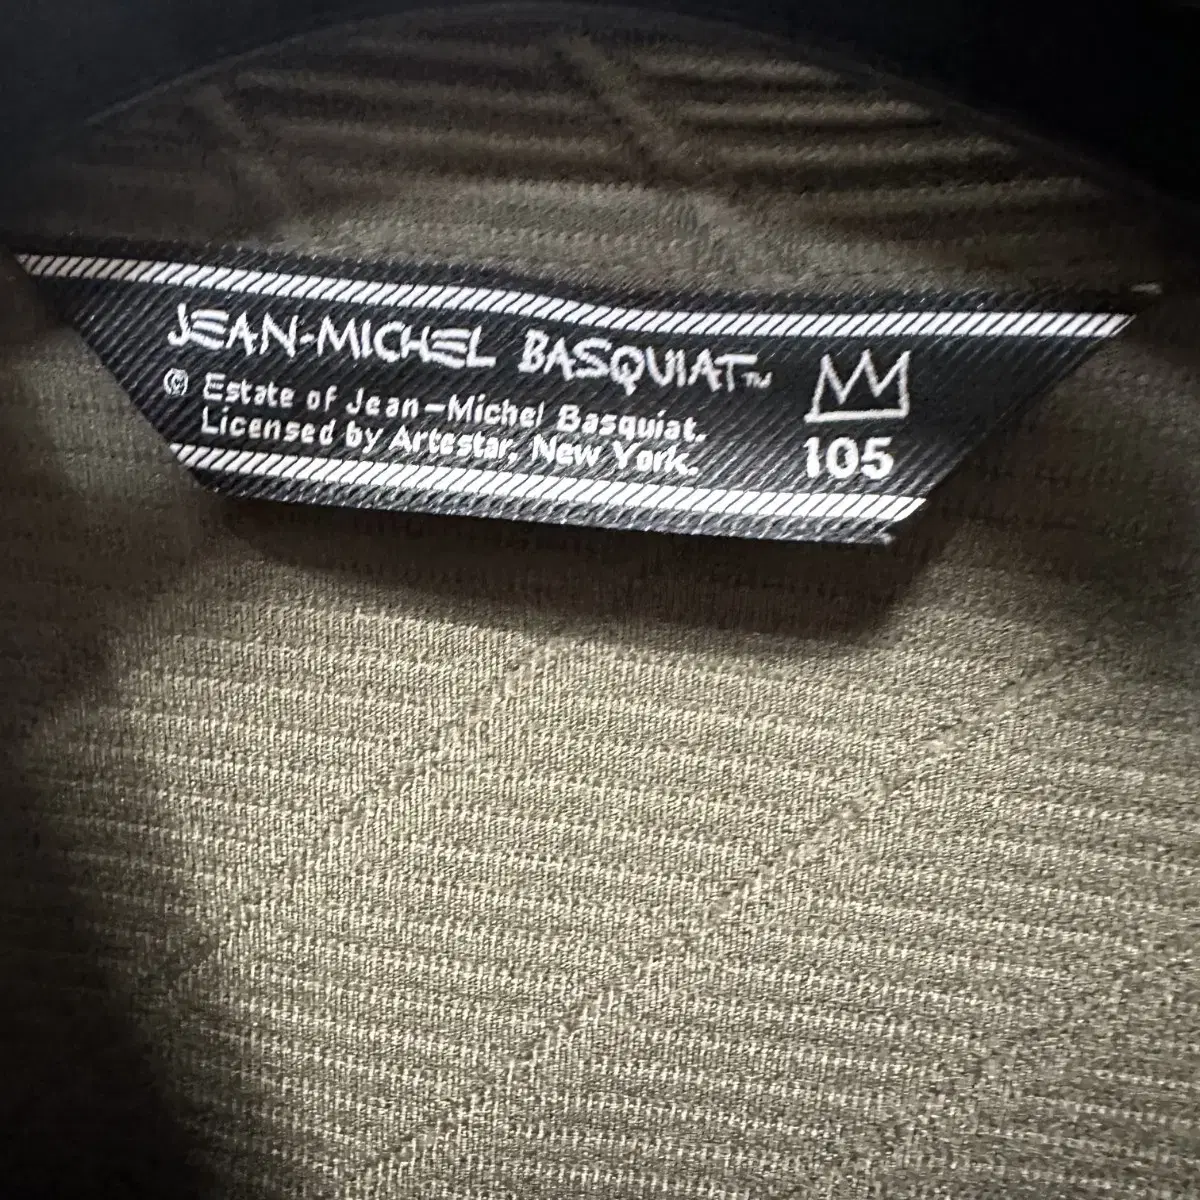 JEAN-MICHEL BASQUIAT™
© Estate of Jean-Michel Basquiat.
Licensed by Artestar, New York.
105